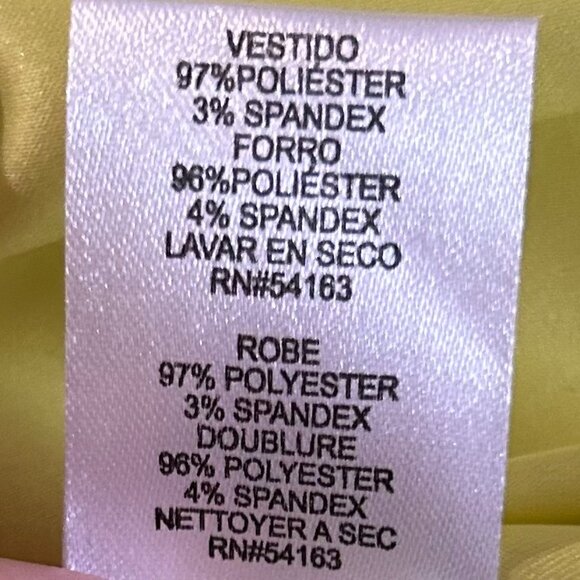 VESTIDO
97%POLIÉSTER
3% SPANDEX
FORRO
96%POLIÉSTER
4% SPANDEX
LAVAR EN SECO
RN#54163
ROBE
97% POLYESTER
3% SPANDEX
DOUBLURE
96% POLYESTER
4% SPANDEX
NETTOYER A SEC
RN#54163